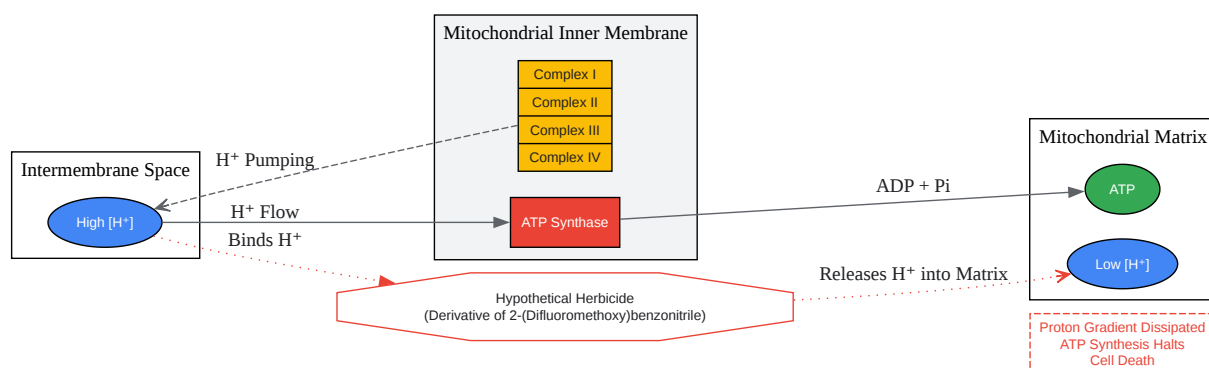 Mitochondrial Inner Membrane
Complex I
Complex II
Complex III
Complex IV
ATP Synthase
Intermembrane Space
High [H⁺]
H⁺ Pumping
H⁺ Flow
Binds H⁺
Hypothetical Herbicide
(Derivative of 2-(Difluoromethoxy)benzonitrile)
ADP + Pi
Releases H⁺ into Matrix
Mitochondrial Matrix
ATP
Low [H⁺]
Proton Gradient Dissipated
ATP Synthesis Halts
Cell Death